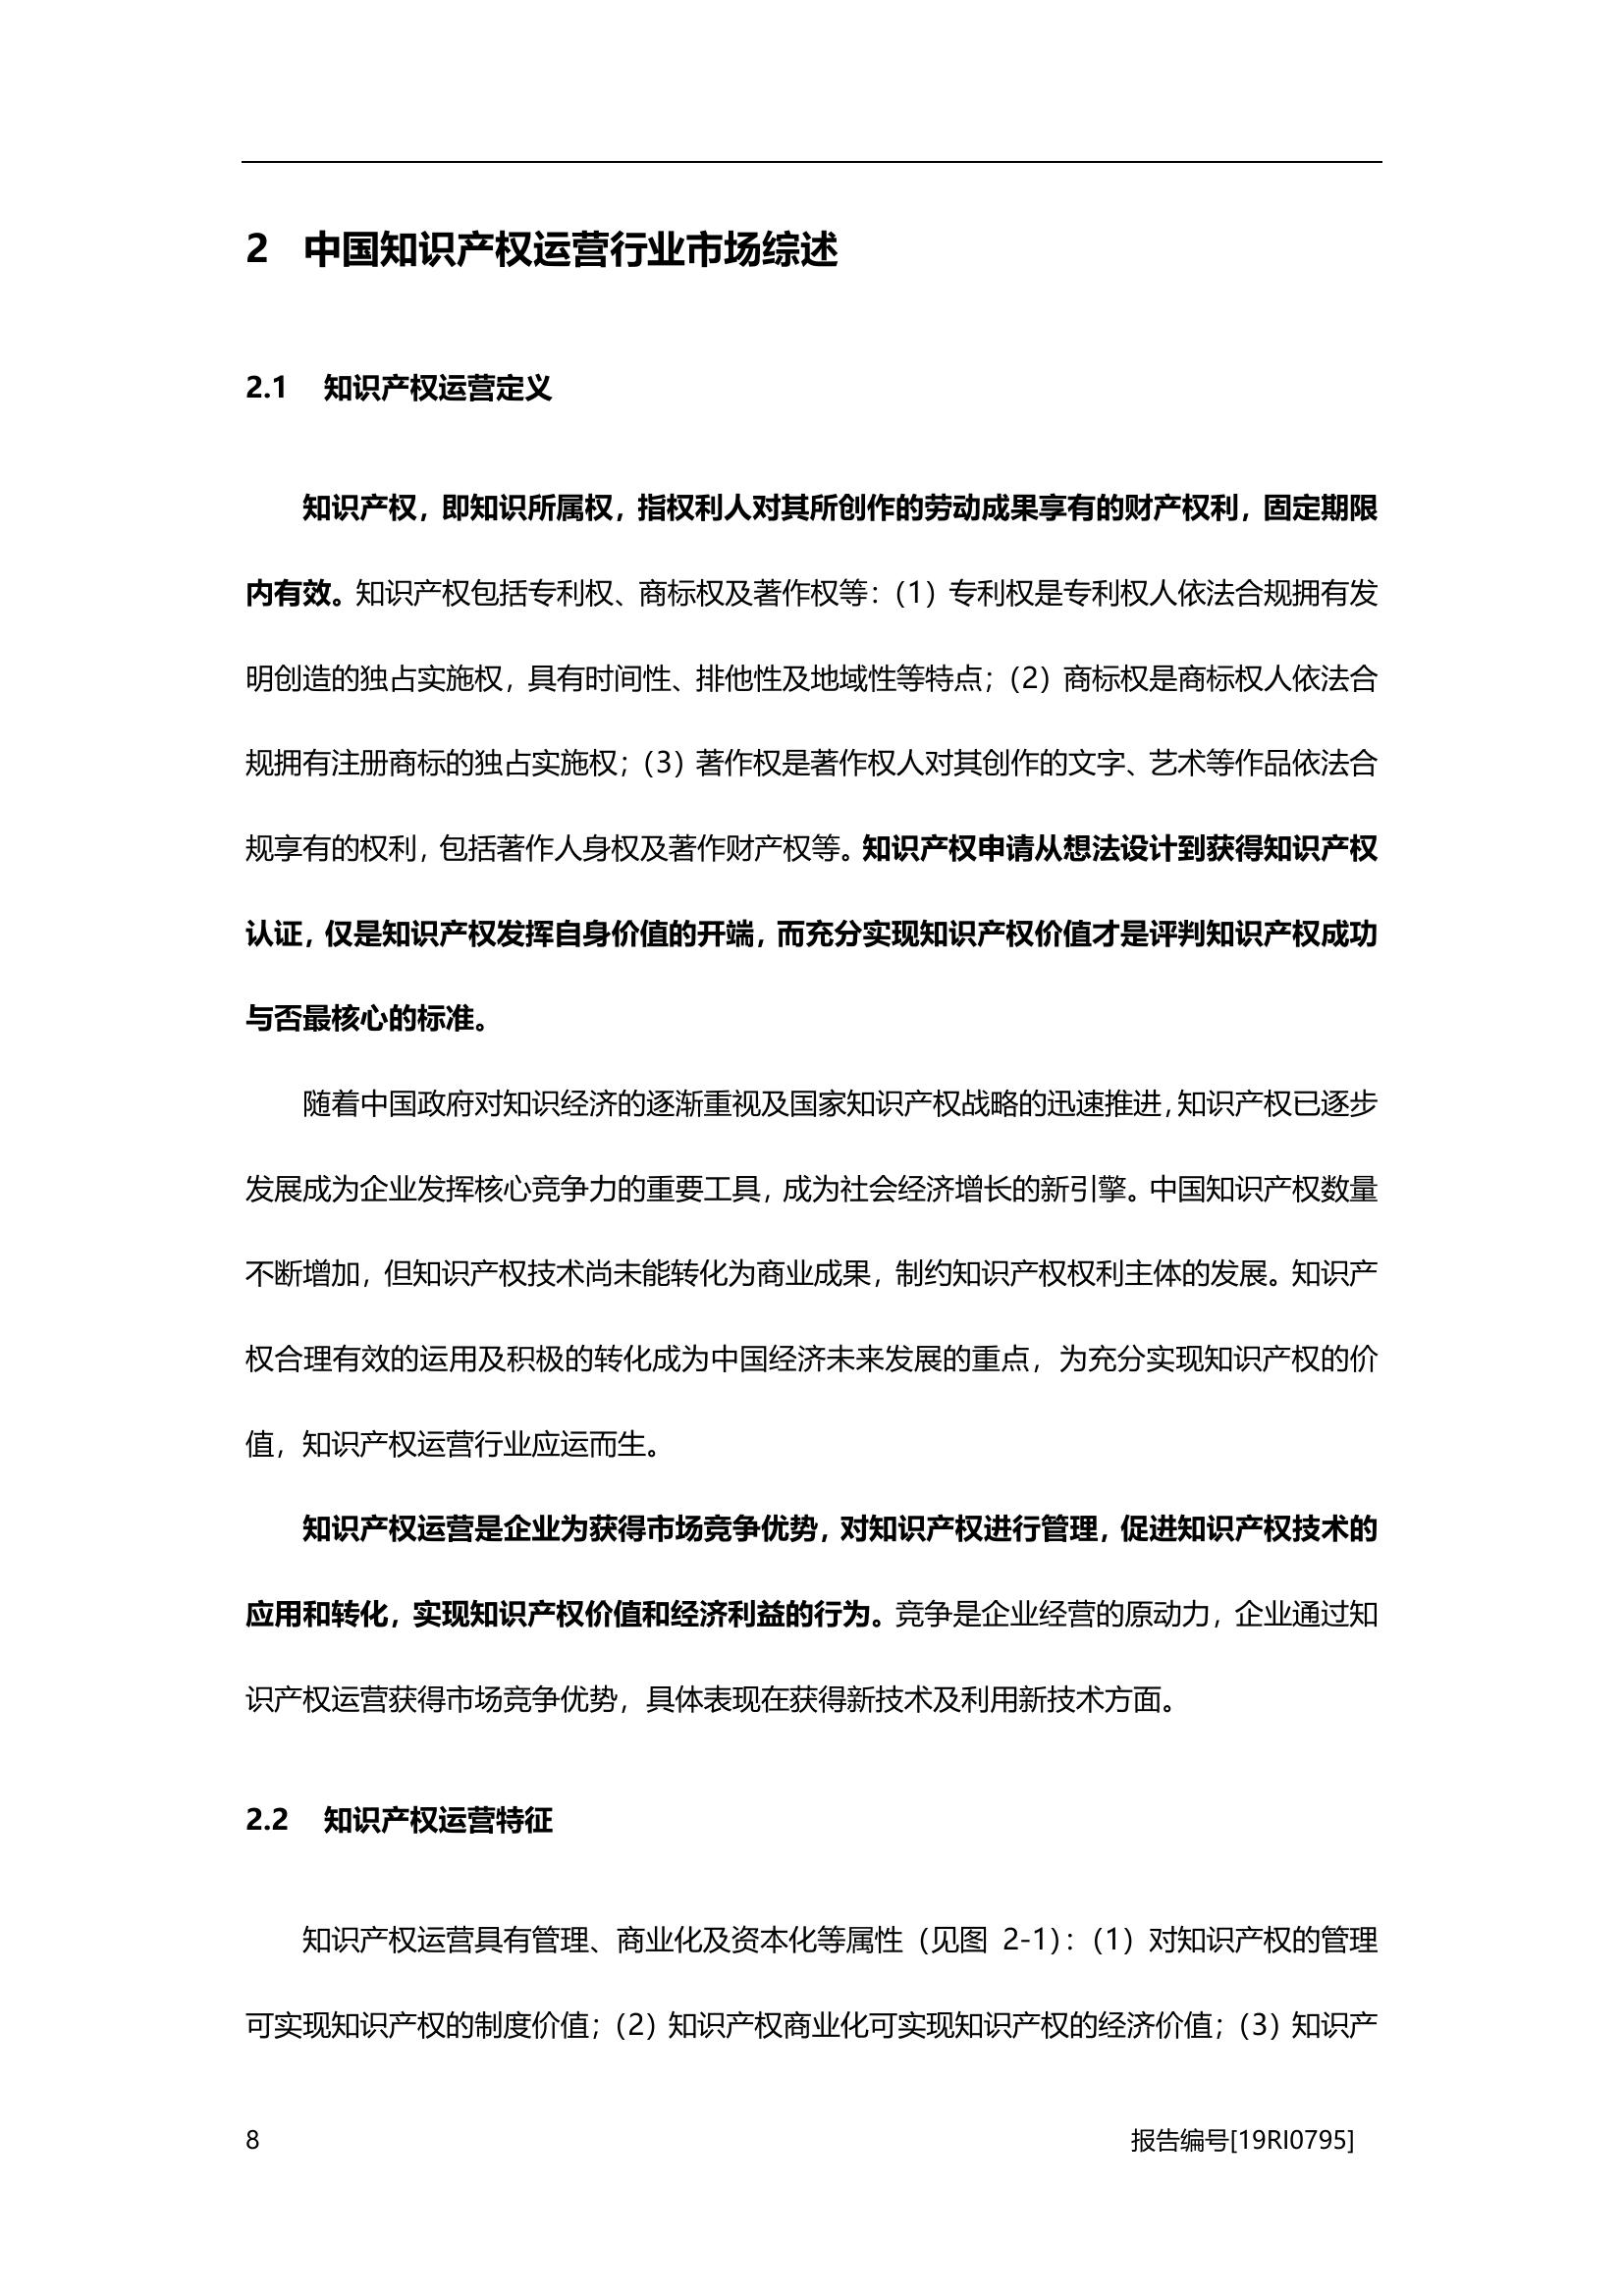 2 中国知识产权运营行业市场综述
2.1 知识产权运营定义
知识产权，即知识所属权，指权利人对其所创作的劳动成果享有的财产权利，固定期限
内有效。知识产权包括专利权、商标权及著作权等：（1）专利权是专利权人依法合规拥有发
明创造的独占实施权，具有时间性、排他性及地域性等特点；（2）商标权是商标权人依法合
规拥有注册商标的独占实施权；（3）著作权是著作权人对其创作的文字、艺术等作品依法合
规享有的权利，包括著作人身权及著作财产权等。知识产权申请从想法设计到获得知识产权
认证，仅是知识产权发挥自身价值的开端，而充分实现知识产权价值才是评判知识产权成功
与否最核心的标准。
随着中国政府对知识经济的逐渐重视及国家知识产权战略的迅速推进，知识产权已逐步
发展成为企业发挥核心竞争力的重要工具，成为社会经济增长的新引擎。中国知识产权数量
不断增加，但知识产权技术尚未能转化为商业成果，制约知识产权权利主体的发展。知识产
权合理有效的运用及积极的转化成为中国经济未来发展的重点，为充分实现知识产权的价
值，知识产权运营行业应运而生。
知识产权运营是企业为获得市场竞争优势，对知识产权进行管理，促进知识产权技术的
应用和转化，实现知识产权价值和经济利益的行为。竞争是企业经营的原动力，企业通过知
识产权运营获得市场竞争优势，具体表现在获得新技术及利用新技术方面。
2.2 知识产权运营特征
知识产权运营具有管理、商业化及资本化等属性（见图 2-1）：（1）对知识产权的管理
可实现知识产权的制度价值；（2）知识产权商业化可实现知识产权的经济价值；（3）知识产
8 报告编号[19RI0795]